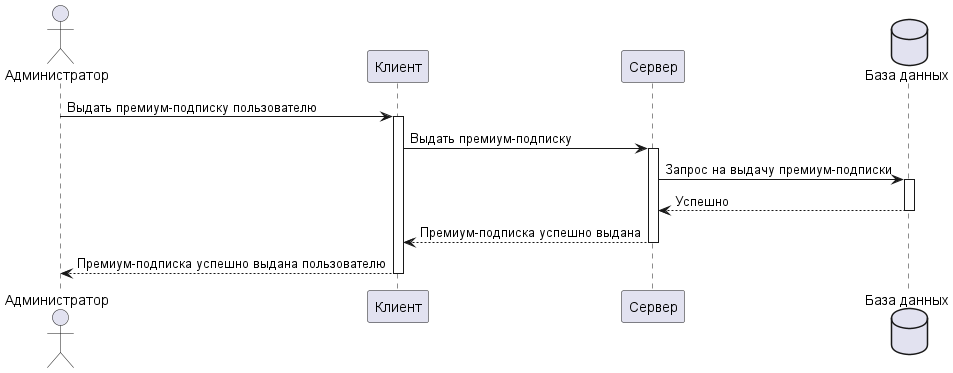 Администратор
Клиент
Сервер
База данных
Выдать премиум-подписку пользователю
Выдать премиум-подписку
Запрос на выдачу премиум-подписки
Успешно
Премиум-подписка успешно выдана
Премиум-подписка успешно выдана пользователю
Администратор
Клиент
Сервер
База данных